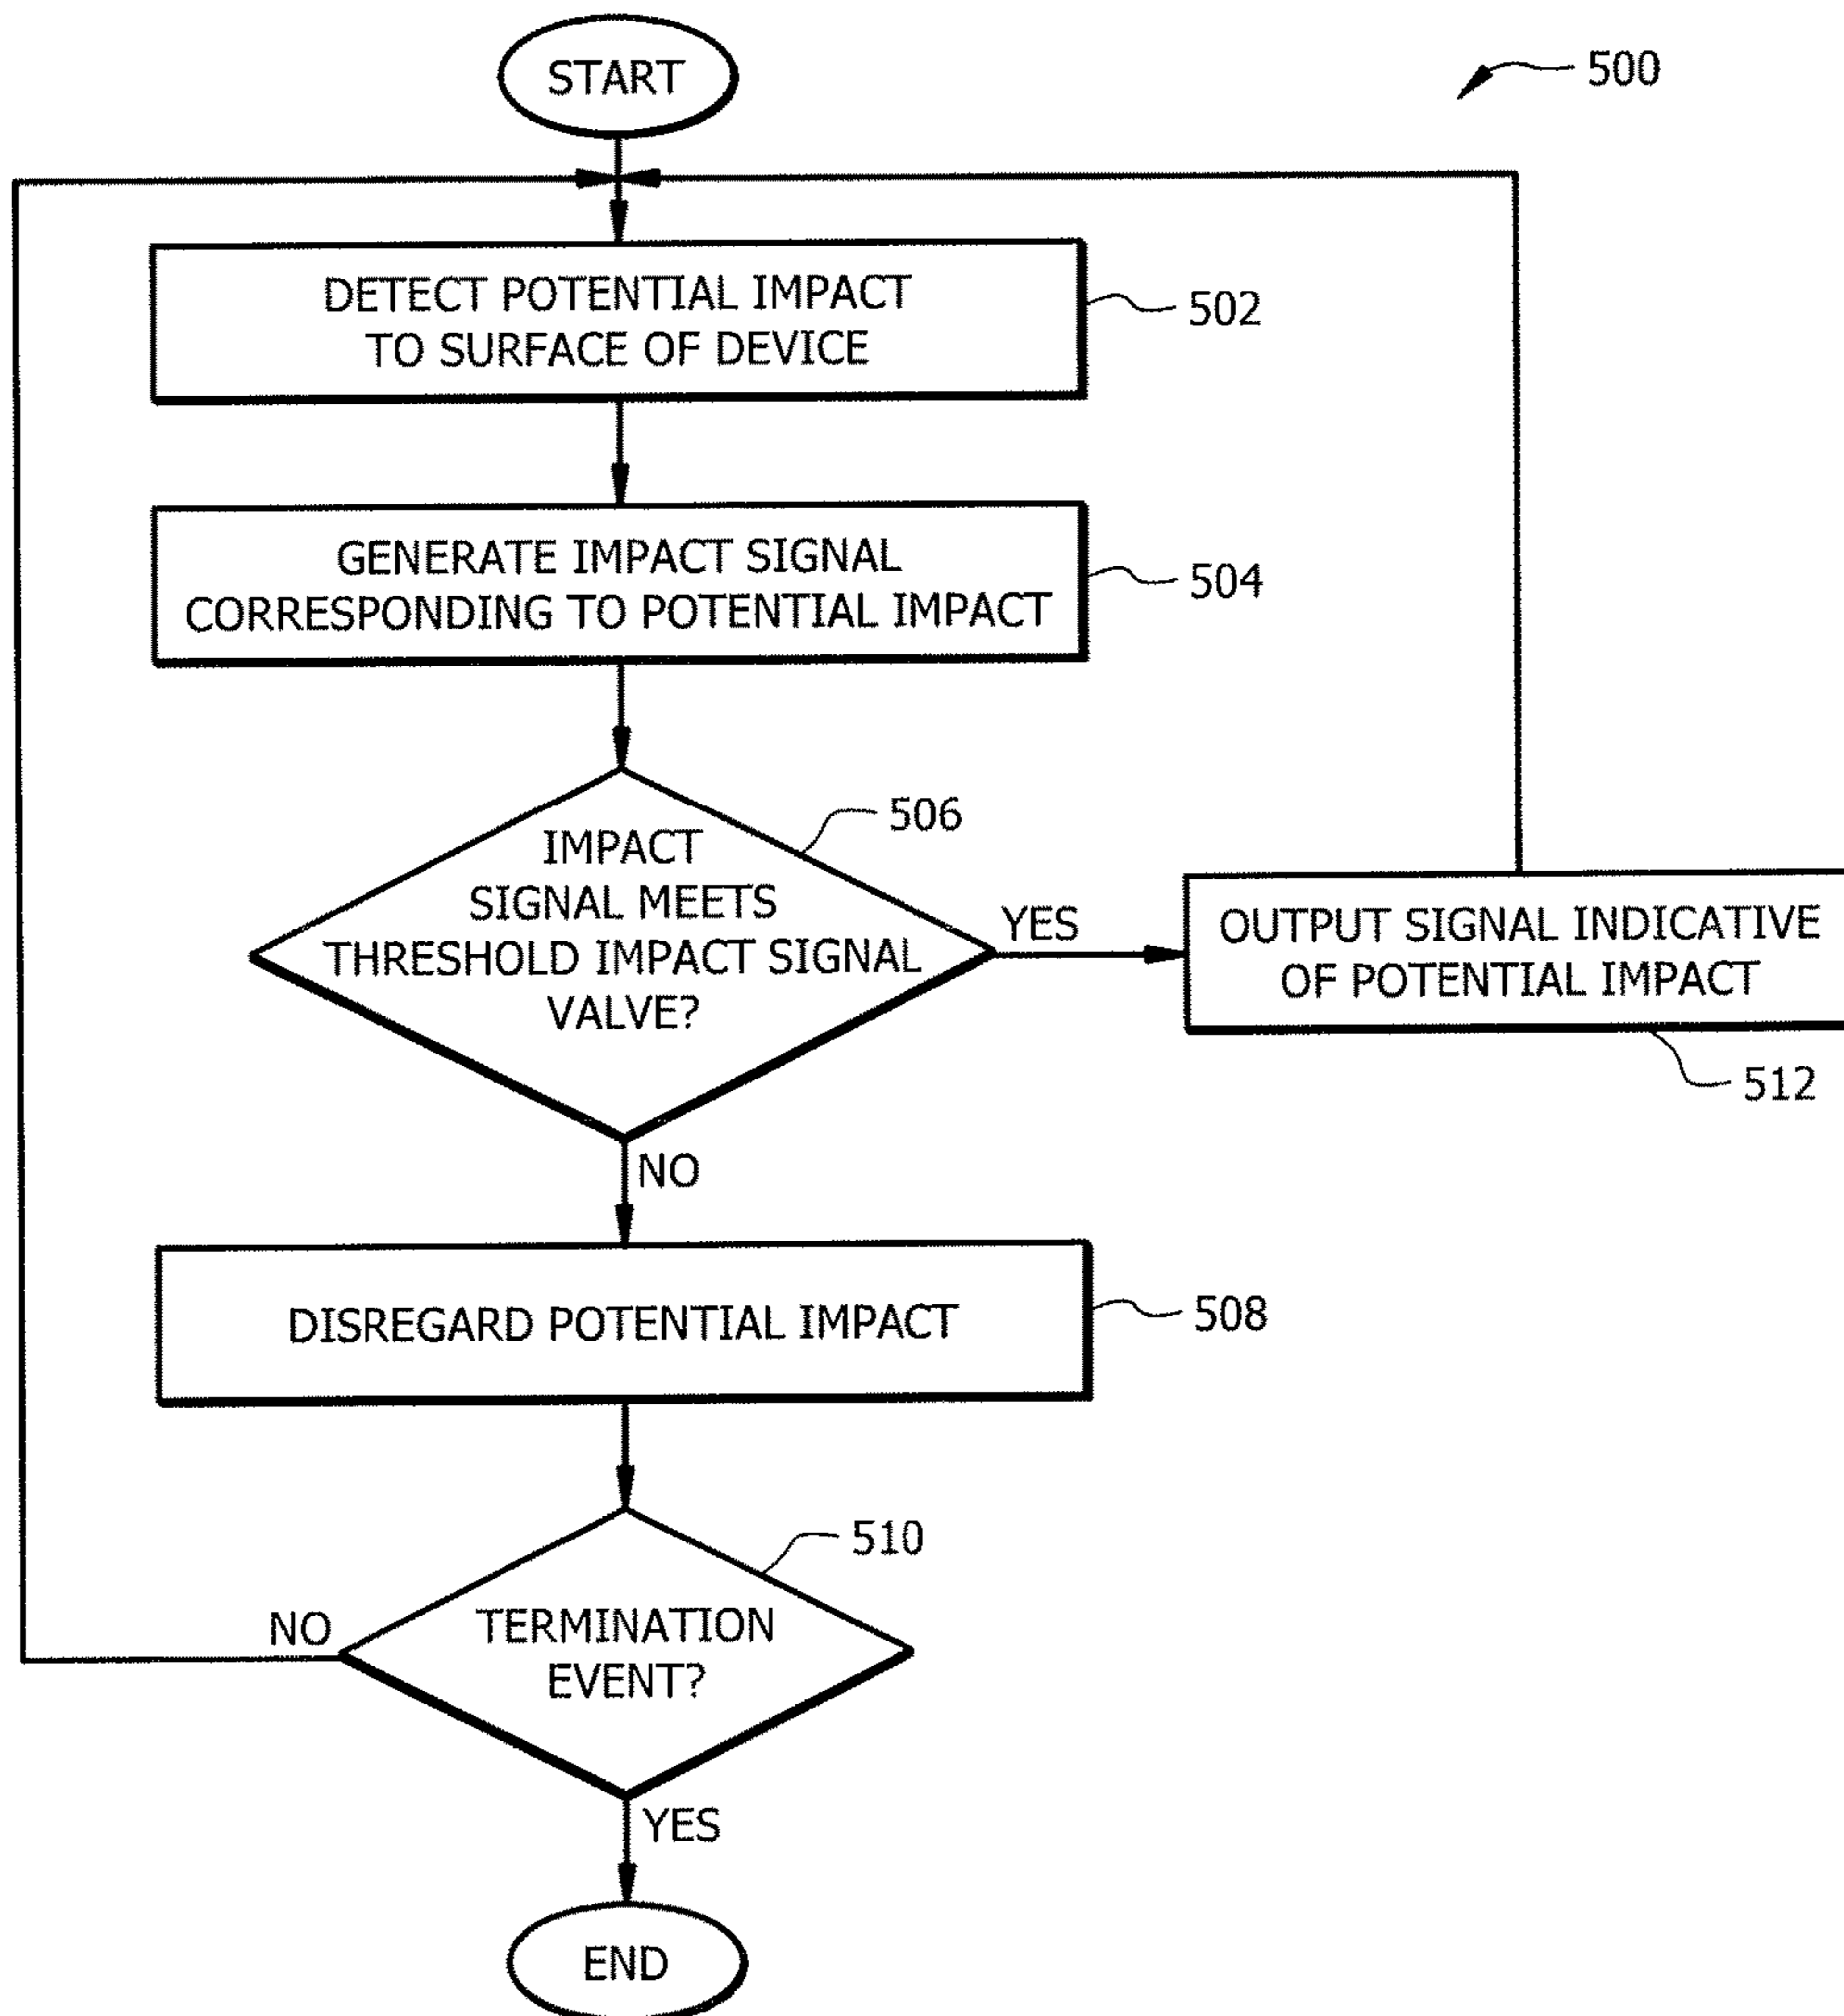 START
500
DETECT POTENTIAL IMPACT
TO SURFACE OF DEVICE
502
GENERATE IMPACT SIGNAL
CORRESPONDING TO POTENTIAL IMPACT
504
506
IMPACT
SIGNAL MEETS
THRESHOLD IMPACT SIGNAL
VALVE?
YES
OUTPUT SIGNAL INDICATIVE
OF POTENTIAL IMPACT
512
NO
DISREGARD POTENTIAL IMPACT
508
510
TERMINATION
EVENT?
NO
YES
END